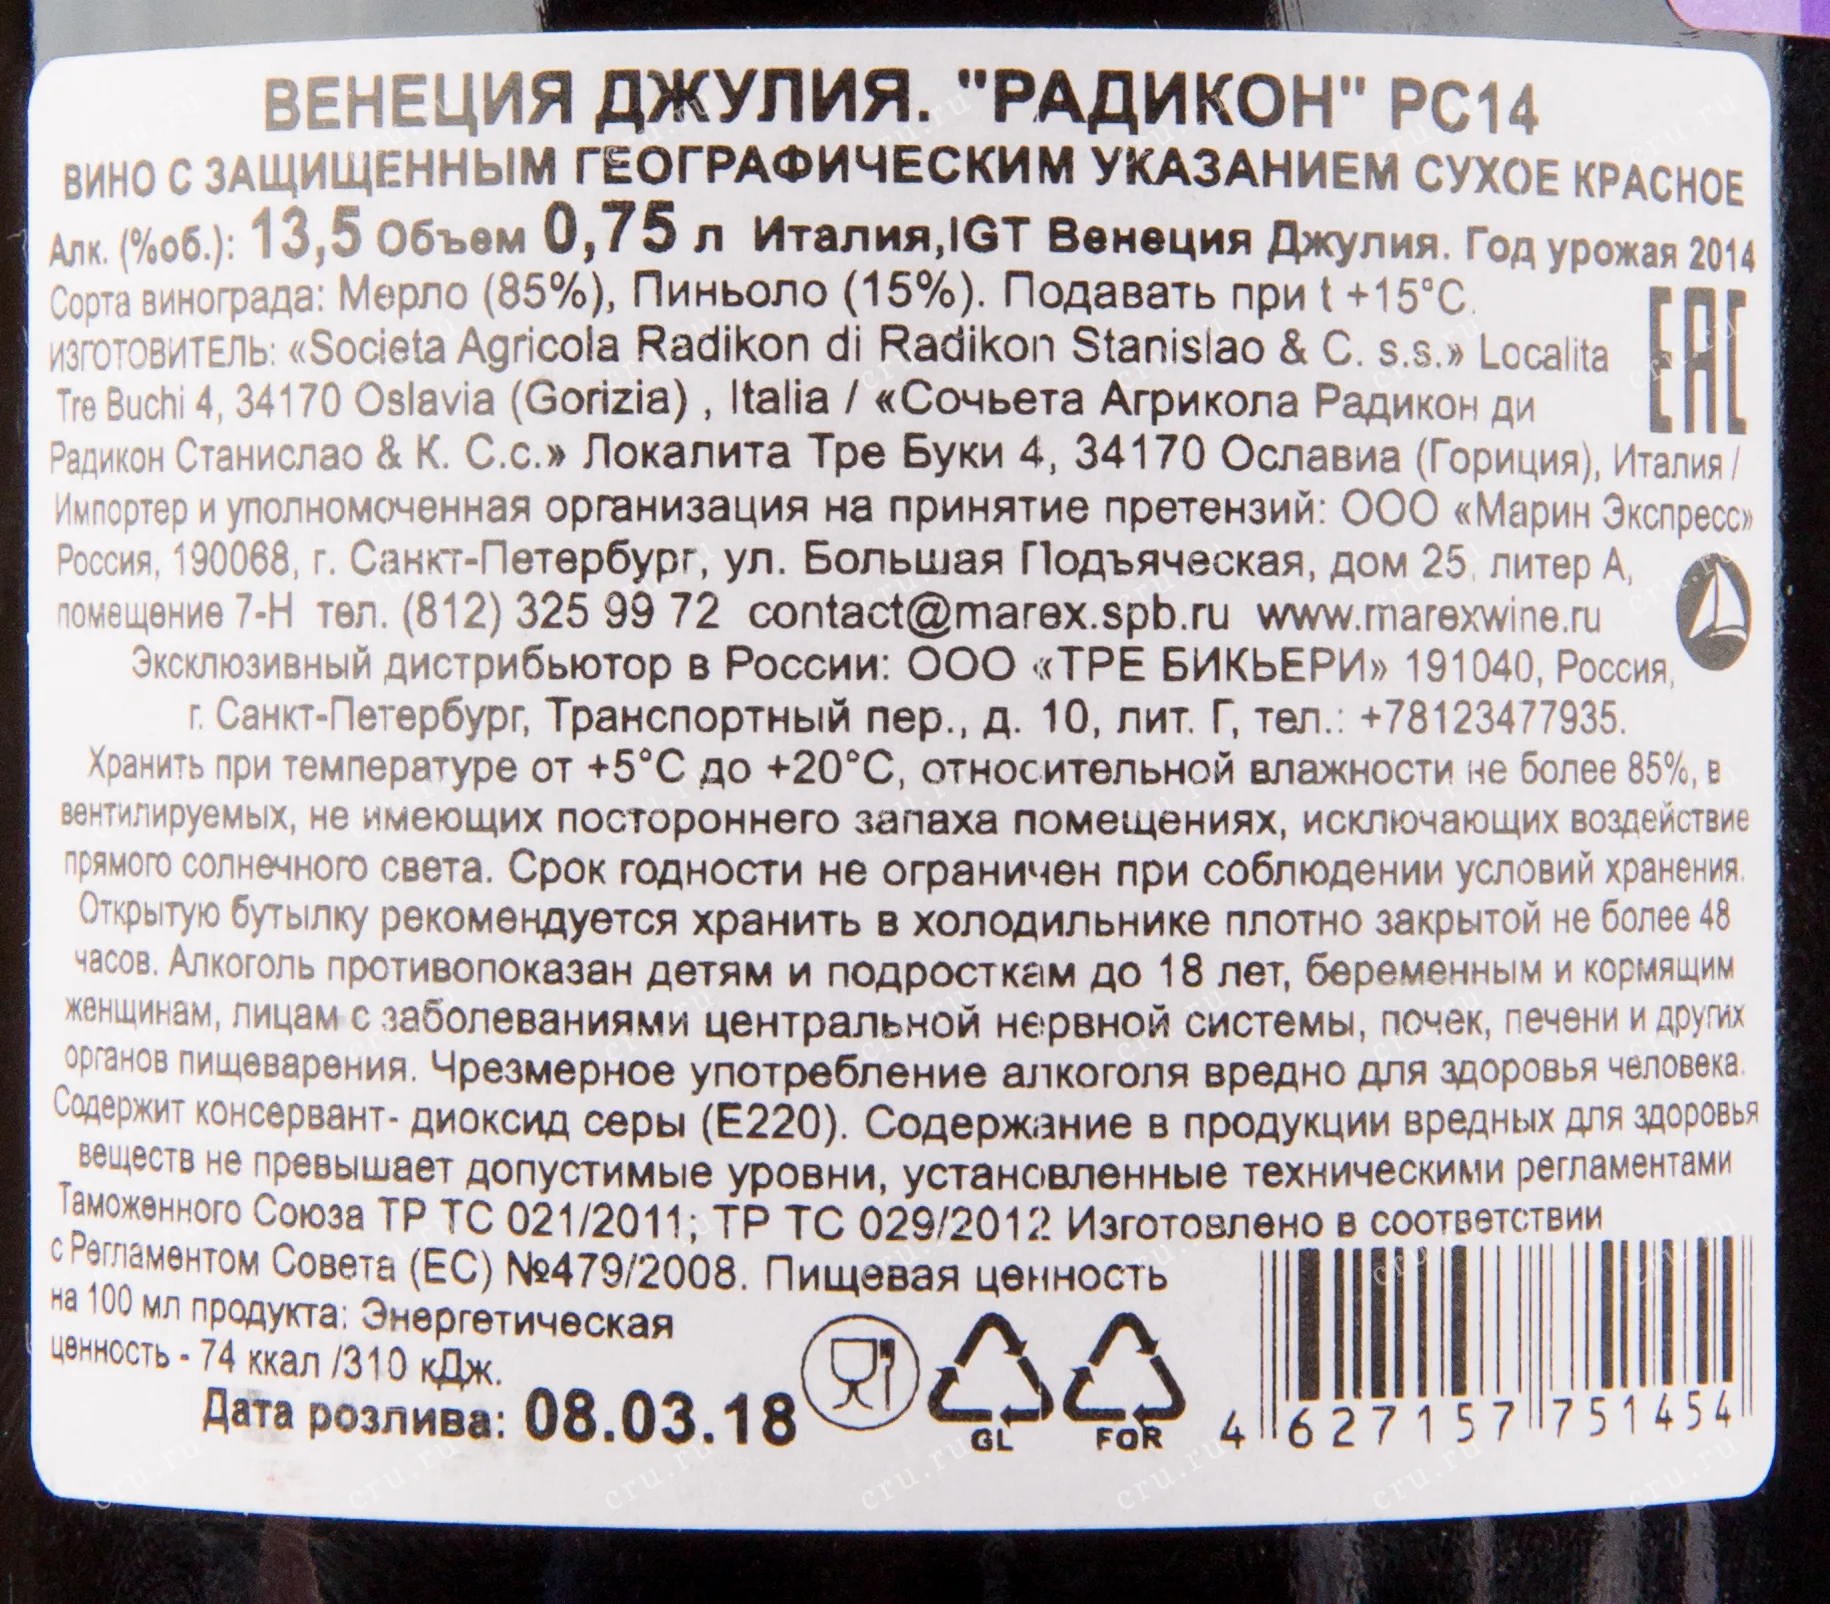 ВЕНЕЦИЯ ДЖУЛИЯ. "РАДИКОН" РС14
ВИНО С ЗАЩИЩЕННЫМ ГЕОГРАФИЧЕСКИМ УКАЗАНИЕМ СУХОЕ КРАСНОЕ
Алк. (%об.): 13,5 Объем 0,75 л Италия,IGT Венеция Джулия. Год урожая 2014
Сорта винограда: Мерло (85%), Пиньоло (15%). Подавать при t +15°C.
ИЗГОТОВИТЕЛЬ: «Societa Agricola Radikon di Radikon Stanislao & C. s.s.» Localita
Tre Buchi 4, 34170 Oslavia (Gorizia) , Italia / «Сочьета Агрикола Радикон ди
Радикон Станислао & К. С.с.» Локалита Тре Буки 4, 34170 Ославиа (Гориция), Италия /
Импортер и уполномоченная организация на принятие претензий: ООО «Марин Экспресс»
Россия, 190068, г. Санкт-Петербург, ул. Большая Подъяческая, дом 25, литер А,
помещение 7-Н тел. (812) 325 99 72 contact@marex.spb.ru www.marexwine.ru
Эксклюзивный дистрибьютор в России: ООО «ТРЕ БИКЬЕРИ» 191040, Россия,
г. Санкт-Петербург, Транспортный пер., д. 10, лит. Г, тел.: +78123477935.
Хранить при температуре от +5°C до +20°C, относительной влажности не более 85%, в
вентилируемых, не имеющих постороннего запаха помещениях, исключающих воздействие
прямого солнечного света. Срок годности не ограничен при соблюдении условий хранения.
Открытую бутылку рекомендуется хранить в холодильнике плотно закрытой не более 48
часов. Алкоголь противопоказан детям и подросткам до 18 лет, беременным и кормящим
женщинам, лицам с заболеваниями центральной нервной системы, почек, печени и других
органов пищеварения. Чрезмерное употребление алкоголя вредно для здоровья человека.
Содержит консервант- диоксид серы (Е220). Содержание в продукции вредных для здоровья
веществ не превышает допустимые уровни, установленные техническими регламентами
Таможенного Союза ТР ТС 021/2011; ТР ТС 029/2012 Изготовлено в соответствии
с Регламентом Совета (ЕС) №479/2008. Пищевая ценность
на 100 мл продукта: Энергетическая
ценность - 74 ккал /310 кДж.
Дата розлива: 08.03.18
EAC
GL
FOR
4 627157 751454
cru.ru